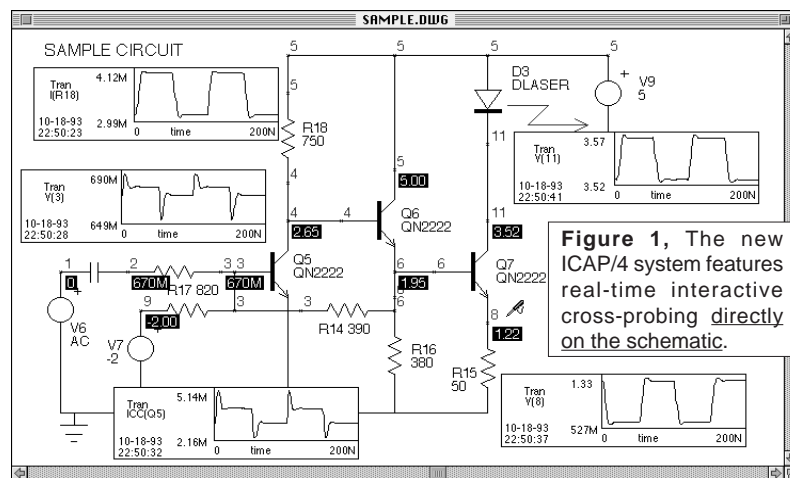 SAMPLE.DWG
SAMPLE CIRCUIT
5 5 5 5
Tran
I(R18)
10-18-93
22:50:23
4.12M
2.99M
0 time 200N
5
R18
750
4
D3
DLASER
V9
5
+
11
Tran
V(11)
10-18-93
22:50:41
3.57
3.52
0 time 200N
Tran
V(3)
10-18-93
22:50:28
690M
649M
0 time 200N
5
5.00
4 4
2.65
Q6
QN2222
11
3.52
Q5
QN2222
1
0
2
670M
R17 820
3 3
670M
6 6
1.95
6
Q7
QN2222
Figure 1, The new
ICAP/4 system features
real-time interactive
cross-probing directly
on the schematic.
+
V6
AC
9
-2.00
+
V7
-2
3 3
R14 390
R16
380
8
1.22
R15
50
Tran
ICC(Q5)
10-18-93
22:50:32
5.14M
2.16M
0 time 200N
Tran
V(8)
10-18-93
22:50:37
1.33
527M
0 time 200N